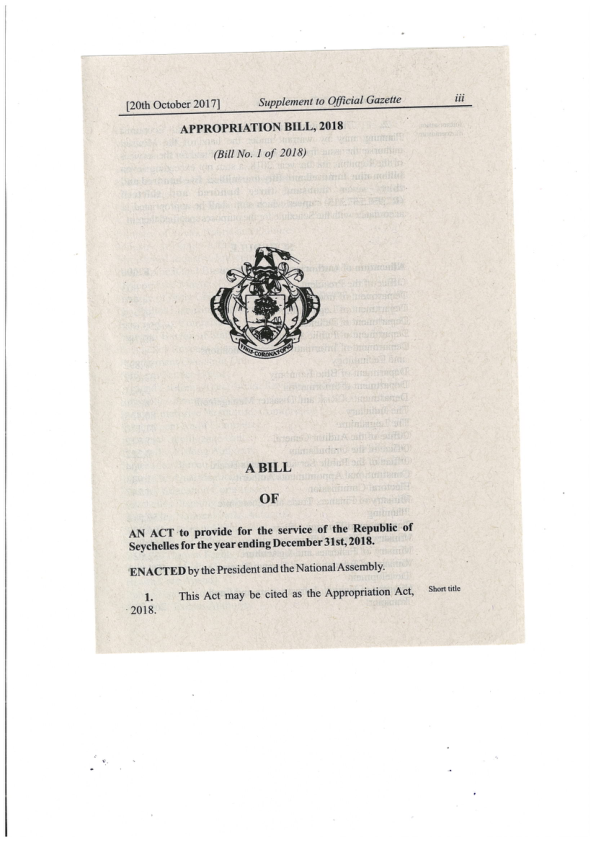 [20th October 2017] Supplement to Official Gazette iii
APPROPRIATION BILL, 2018
(Bill No. 1 of 2018)
A BILL
OF
AN ACT to provide for the service of the Republic of
Seychelles for the year ending December 31st, 2018.
ENACTED by the President and the National Assembly.
1. This Act may be cited as the Appropriation Act, Short title
2018.